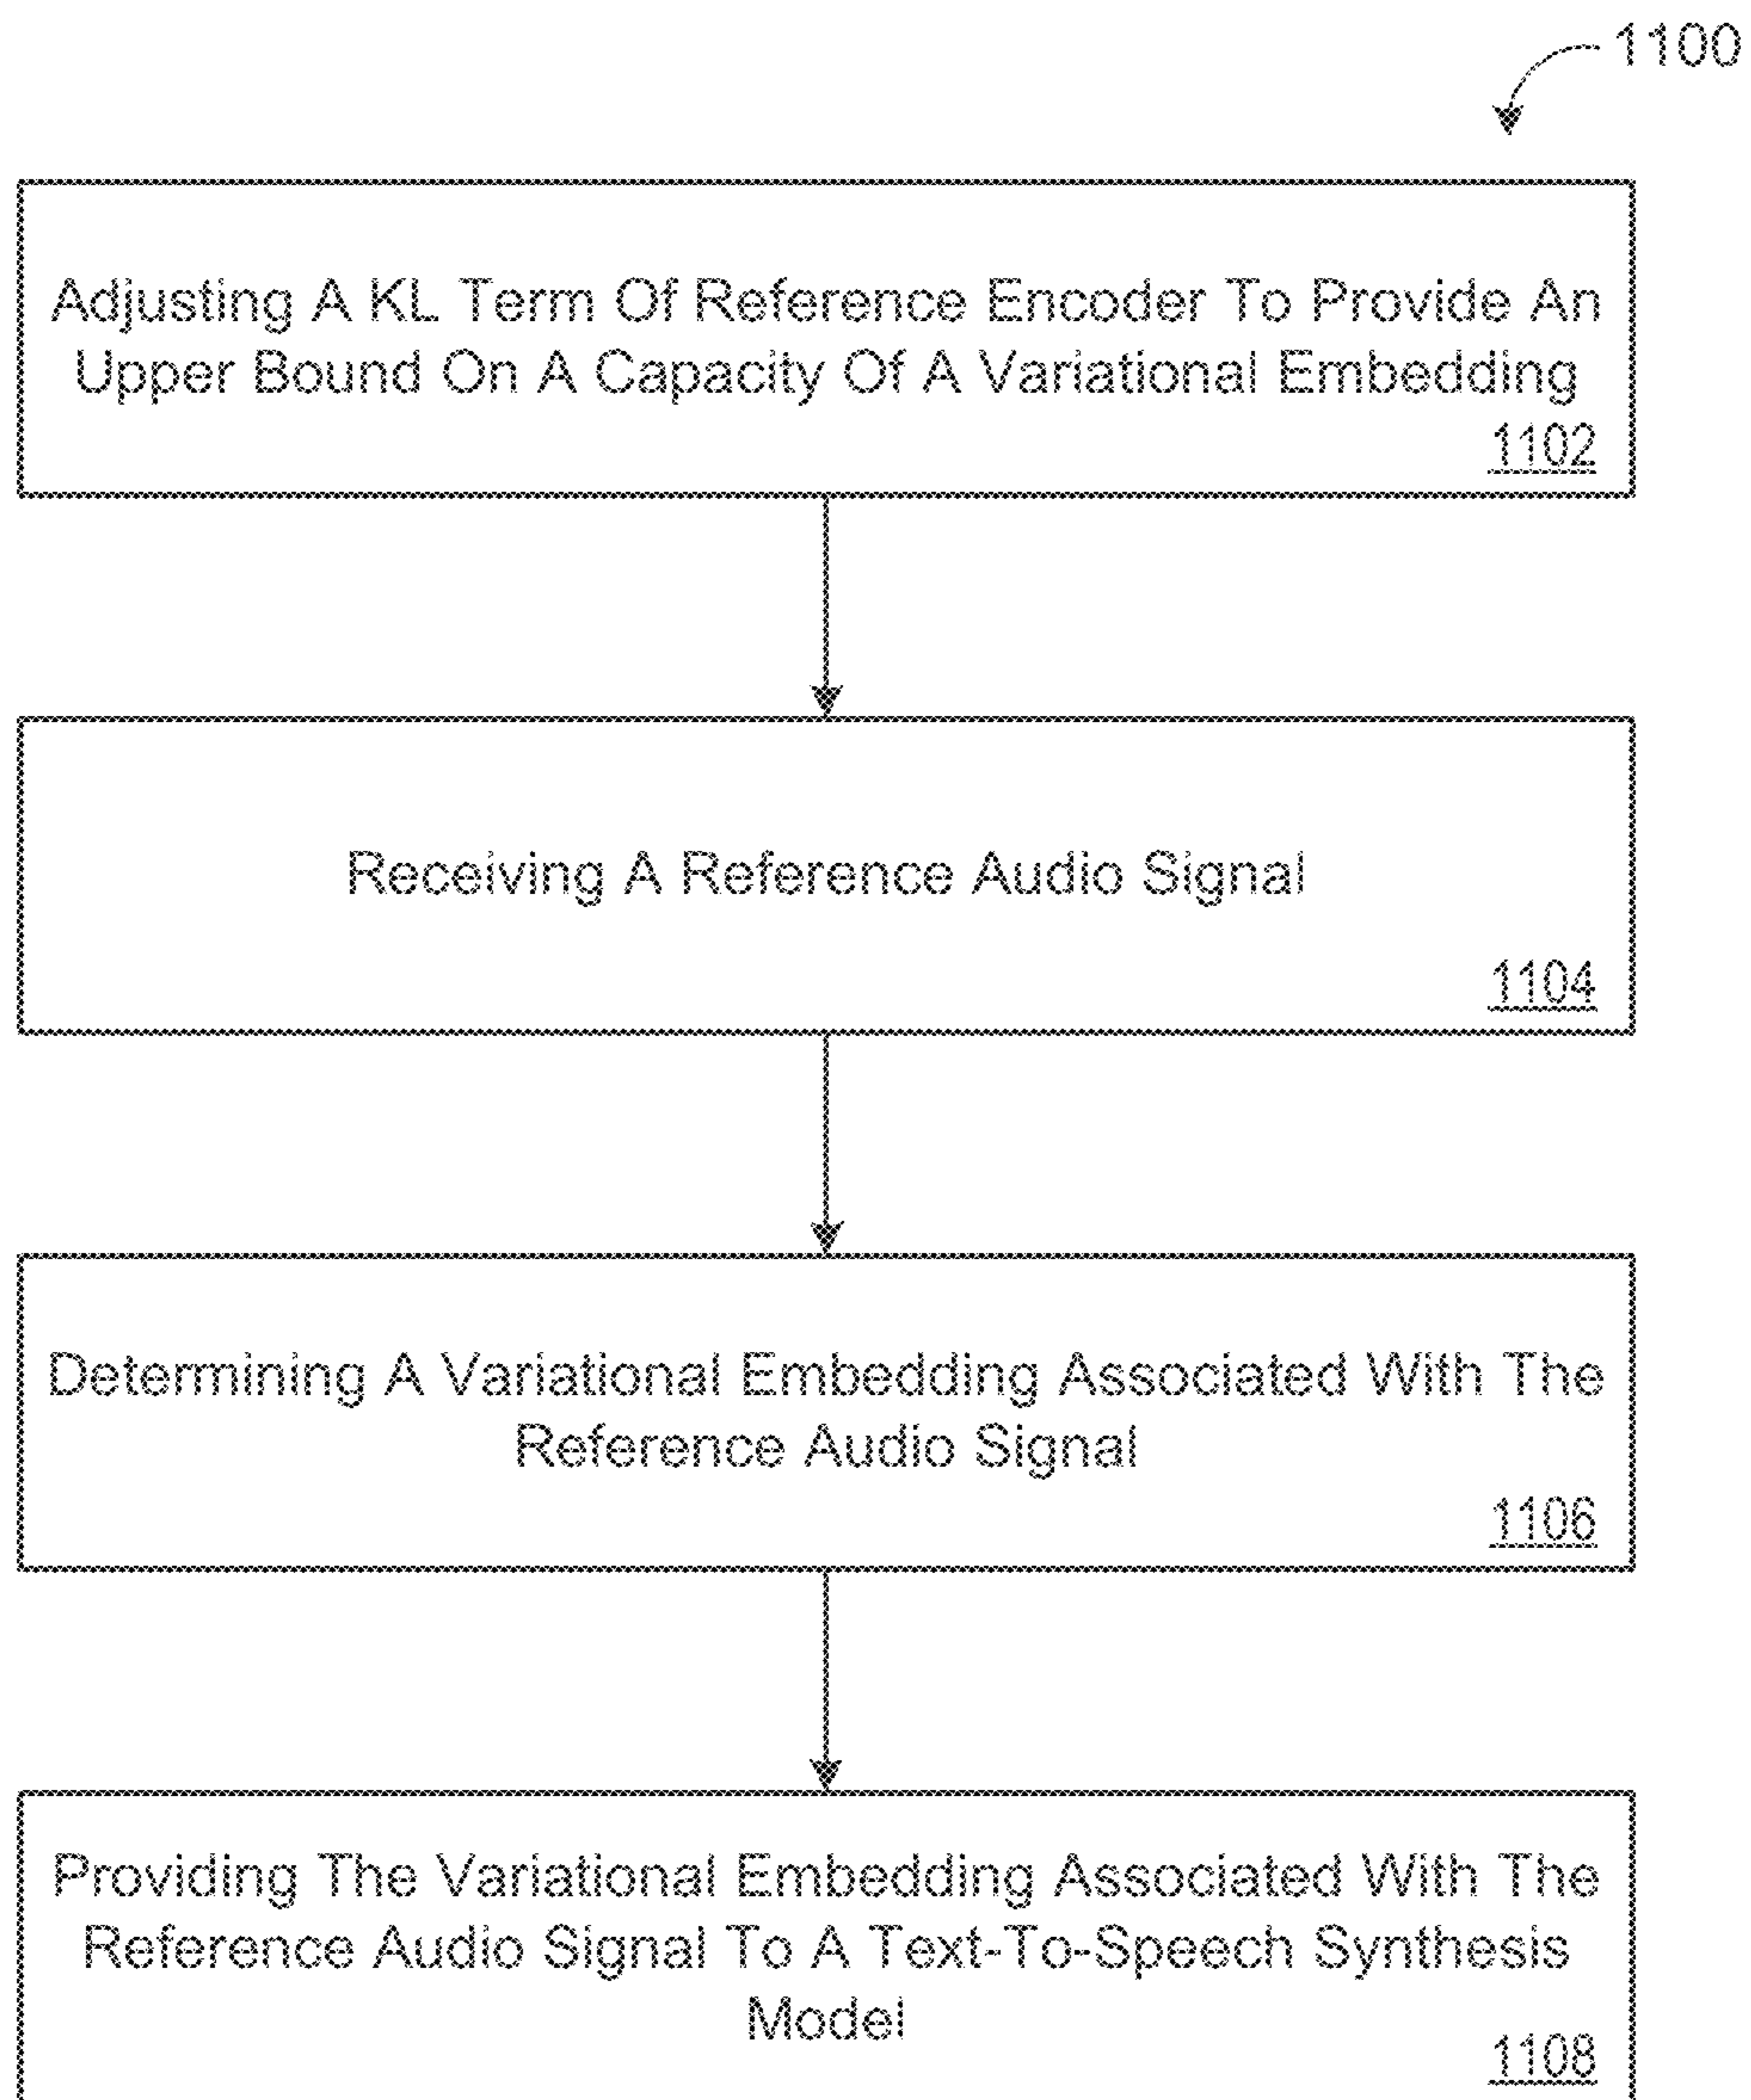 1100
Adjusting A KL Term Of Reference Encoder To Provide An
Upper Bound On A Capacity Of A Variational Embedding
1102
Receiving A Reference Audio Signal
1104
Determining A Variational Embedding Associated With The
Reference Audio Signal
1106
Providing The Variational Embedding Associated With The
Reference Audio Signal To A Text-To-Speech Synthesis
Model
1108